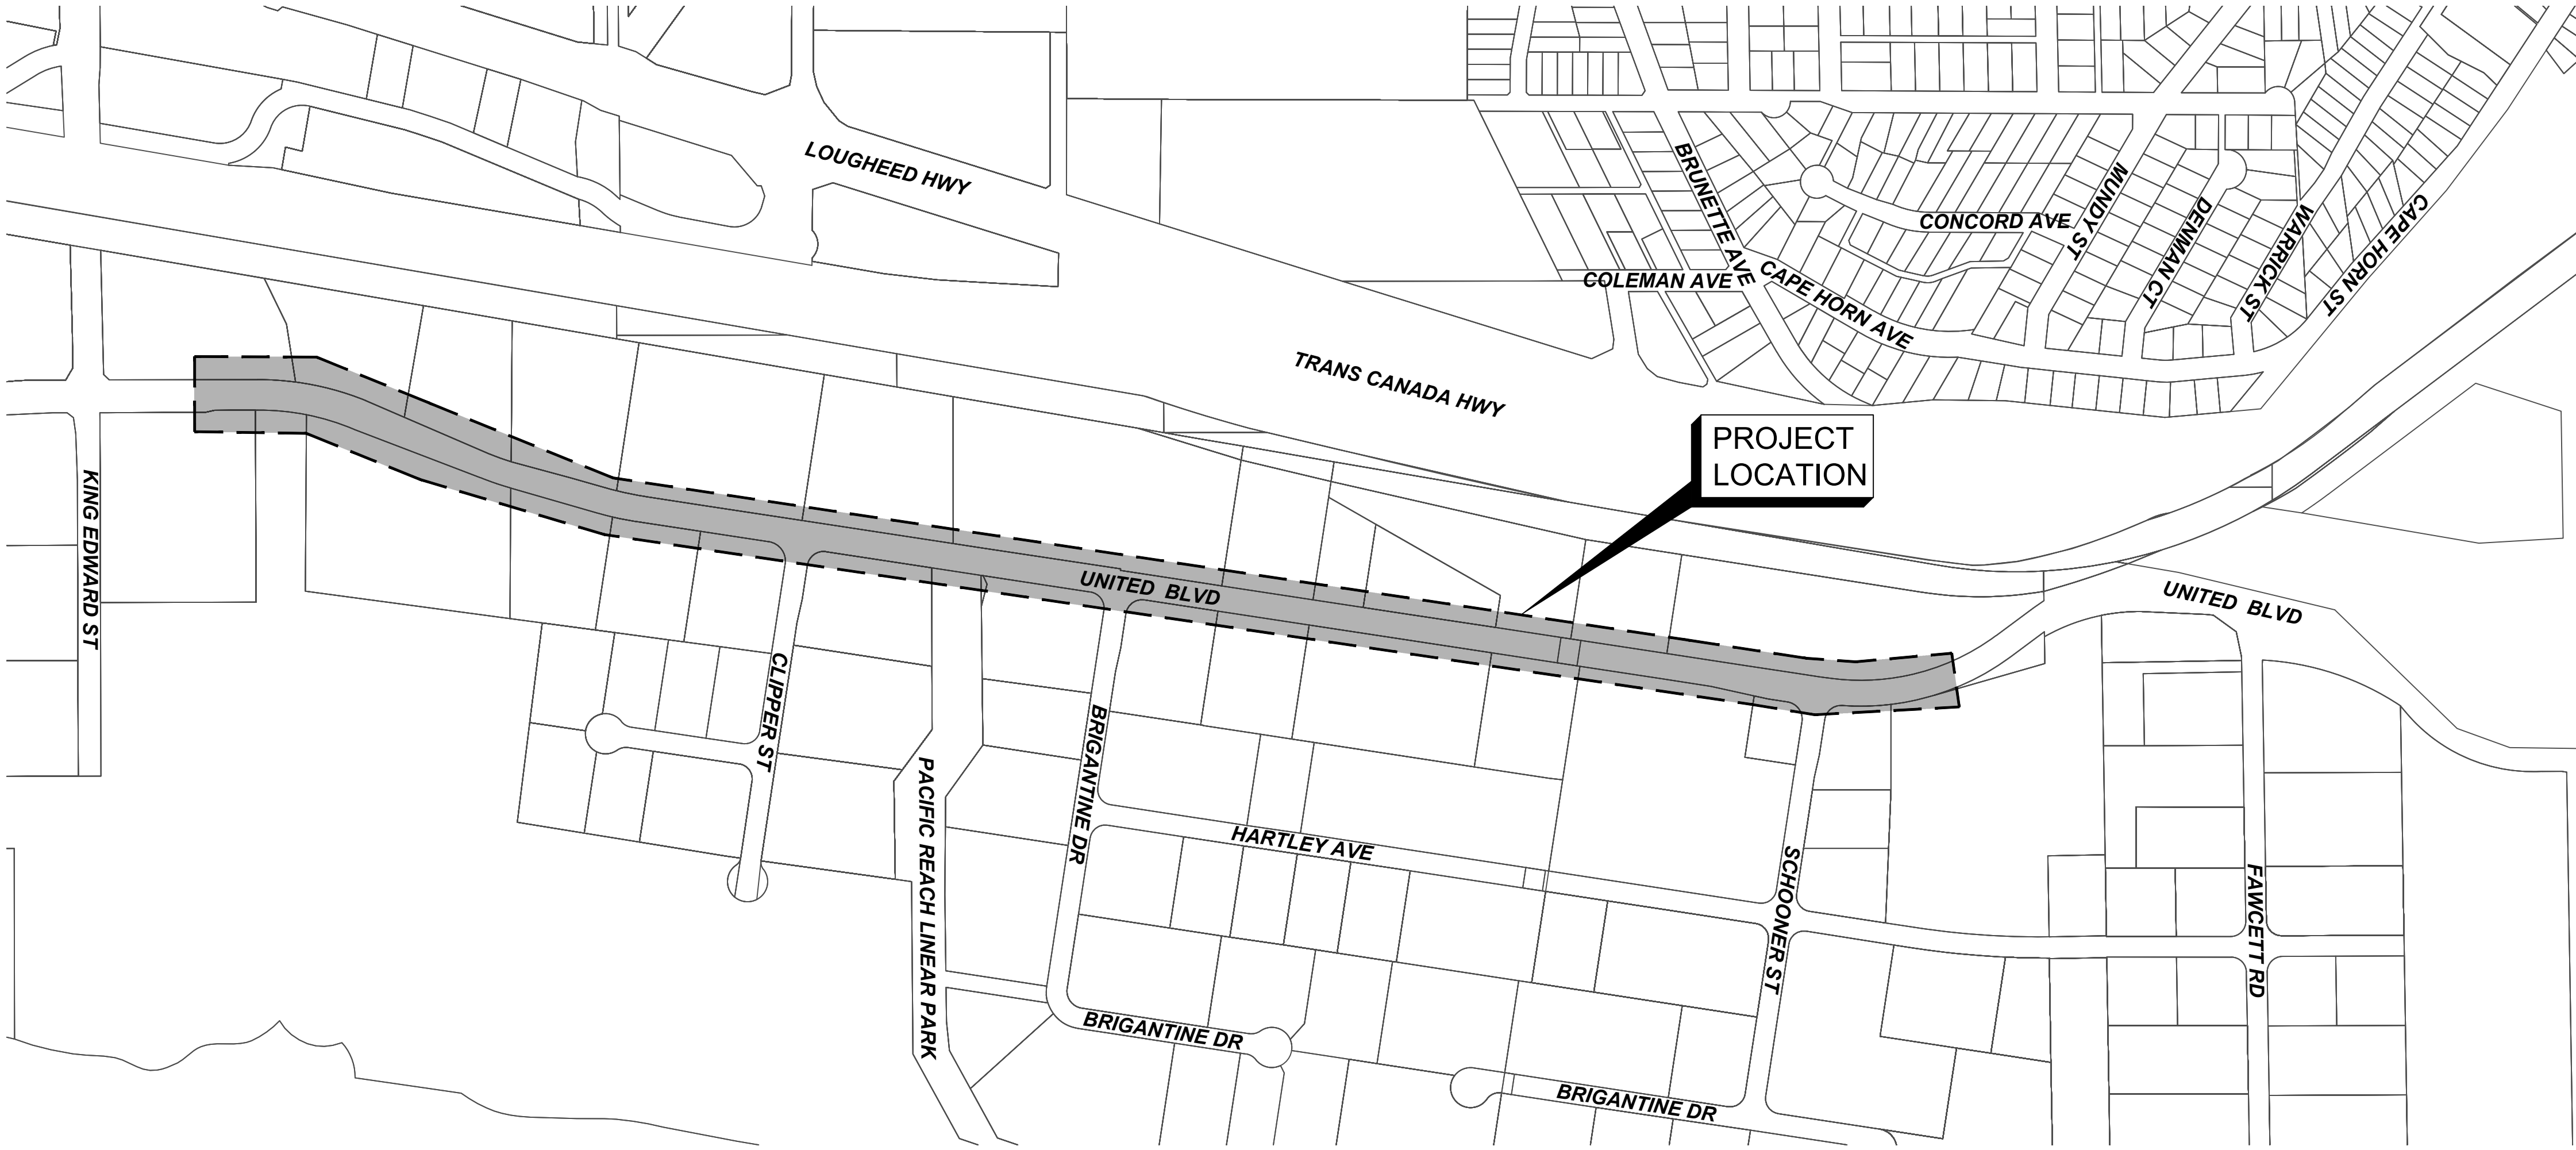 LOUGHEED HWY
BRUNETTE AVE
CONCORD AVE
MUNDY ST
DENMAN CT
WARRICK ST
CAPE HORN ST
COLEMAN AVE
CAPE HORN AVE
TRANS CANADA HWY
PROJECT
LOCATION
KING EDWARD ST
UNITED BLVD
UNITED BLVD
CLIPPER ST
BRIGANTINE DR
PACIFIC REACH LINEAR PARK
HARTLEY AVE
SCHOONER ST
FAWCETT RD
BRIGANTINE DR
BRIGANTINE DR